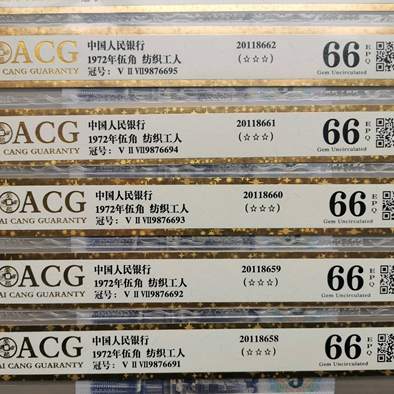 ACG
CANG GUARANTY
中国人民银行
1972年伍角 纺织工人
冠号: V II VII9876695
20118662
(☆☆☆)
66 EPQ
Gem Uncirculated
ACG
CANG GUARANTY
中国人民银行
1972年伍角 纺织工人
冠号: V II VII9876694
20118661
(☆☆☆)
66 EPQ
Gem Uncirculated
ACG
AI CANG GUARANTY
中国人民银行
1972年伍角 纺织工人
冠号: V II VII9876693
20118660
(☆☆☆)
66 EPQ
Gem Uncirculated
ACG
AI CANG GUARANTY
中国人民银行
1972年伍角 纺织工人
冠号: V II VII9876692
20118659
(☆☆☆)
66 EPQ
Gem Uncirculated
ACG
AI CANG GUARANTY
中国人民银行
1972年伍角 纺织工人
冠号: V II VII9876691
20118658
(☆☆☆)
66 EPQ
Gem Uncirculated